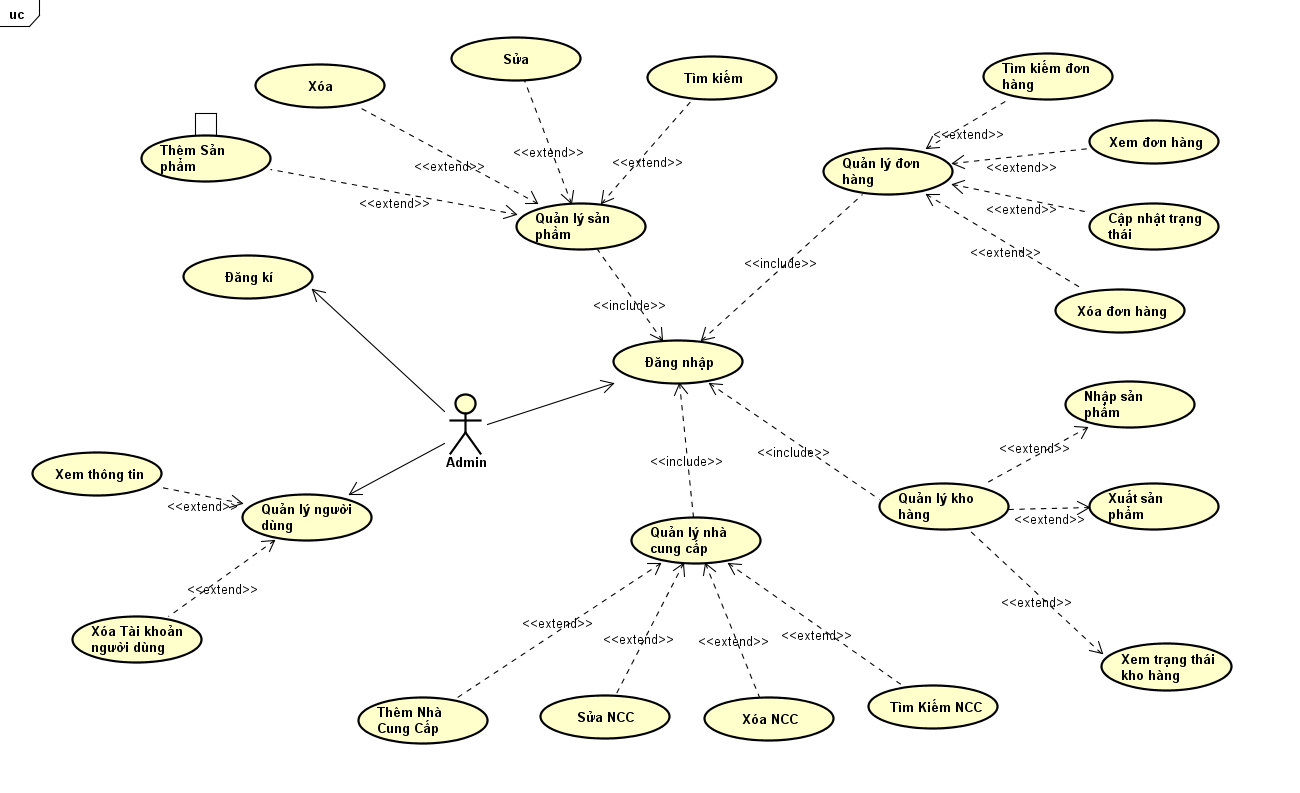 uc
Sửa
Tìm kiếm
Xóa
Tìm kiếm đơn
hàng
<<extend>>
Xem đơn hàng
Thêm Sản
phẩm
<<extend>>
<<extend>>
<<extend>>
<<extend>>
Quản lý đơn
hàng
<<extend>>
<<extend>>
Quản lý sản
phẩm
Cập nhật trạng
thái
<<extend>>
<<include>>
Đăng kí
<<include>>
Xóa đơn hàng
Đăng nhập
Nhập sản
phẩm
Admin
<<include>>
<<include>>
<<extend>>
Xem thông tin
<<extend>>
Quản lý người
dùng
Quản lý kho
hàng
Xuất sản
phẩm
<<extend>>
Quản lý nhà
cung cấp
<<extend>>
<<extend>>
<<extend>>
<<extend>>
<<extend>>
<<extend>>
Xóa Tài khoản
người dùng
Xem trạng thái
kho hàng
Thêm Nhà
Cung Cấp
Sửa NCC
Xóa NCC
Tìm Kiếm NCC